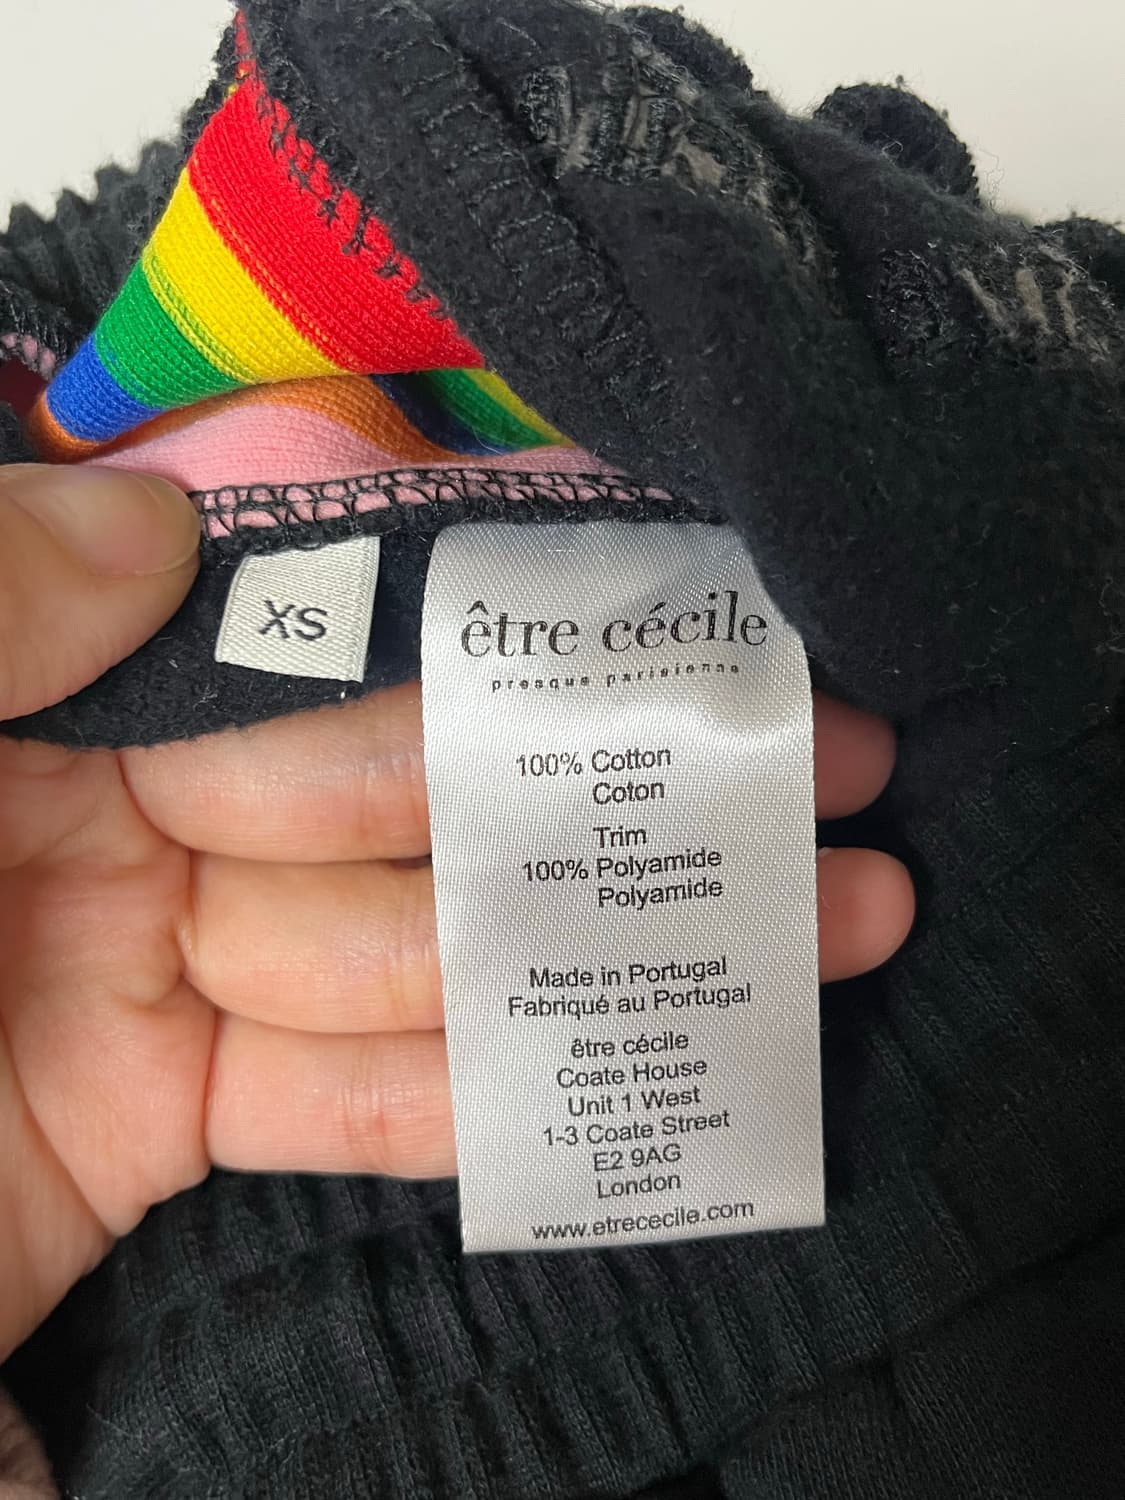 XS
être cécile
presque parisienne
100% Cotton
Coton
Trim
100% Polyamide
Polyamide
Made in Portugal
Fabriqué au Portugal
être cécile
Coate House
Unit 1 West
1-3 Coate Street
E2 9AG
London
www.etrececile.com